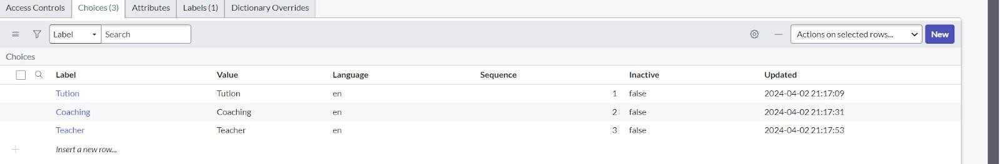 Access Controls Choices (3) Attributes Labels (1) Dictionary Overrides
Label Search Actions on selected rows... New
Choices
Label Value Language Sequence Inactive Updated
Tution Tution en 1 false 2024-04-02 21:17:09
Coaching Coaching en 2 false 2024-04-02 21:17:31
Teacher Teacher en 3 false 2024-04-02 21:17:53
Insert a new row...